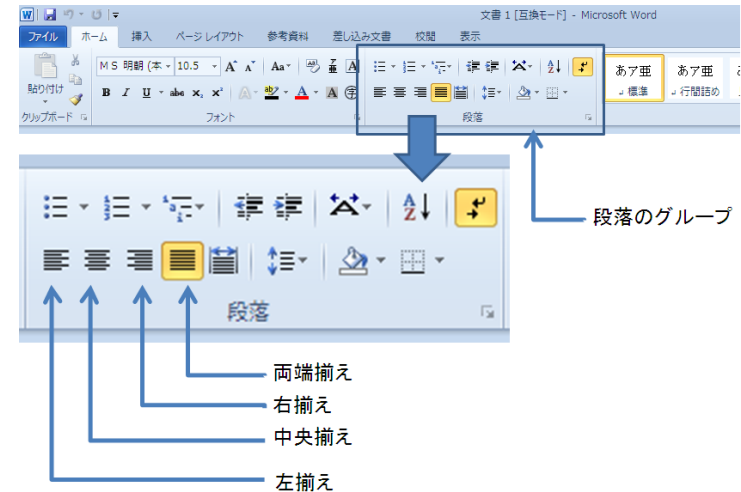 文書 1 [互換モード] - Microsoft Word
ファイル ホーム 挿入 ページ レイアウト 参考資料 差し込み文書 校閲 表示
貼り付け
MS 明朝 (本 10.5
B I U abc x₂ x²
あア亜 あア亜
標準 行間詰め
クリップボード フォント 段落
段落のグループ
段落
両端揃え
右揃え
中央揃え
左揃え